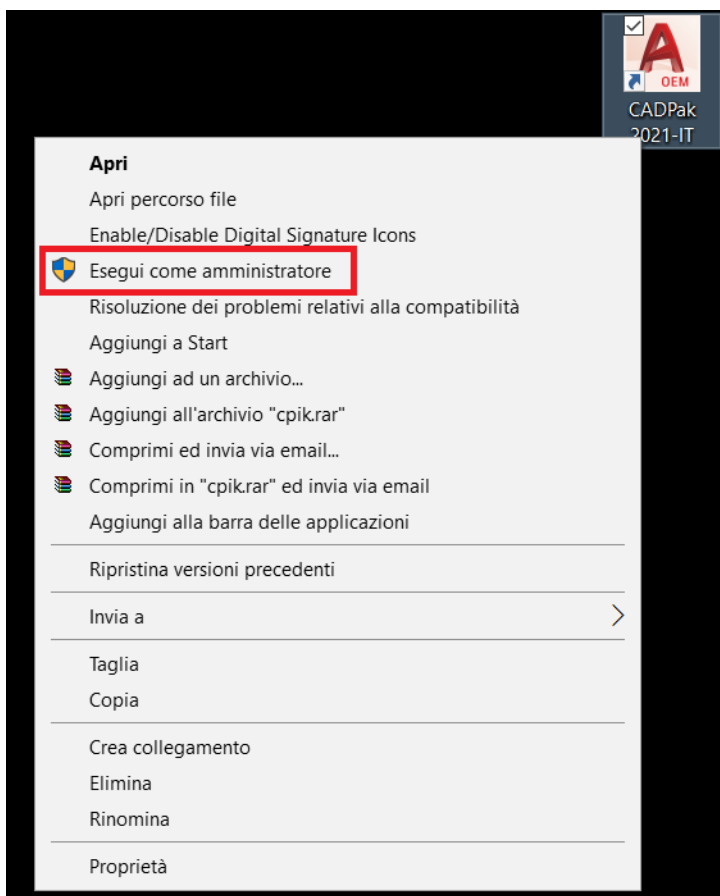 OEM
CADPak
2021-IT
Apri
Apri percorso file
Enable/Disable Digital Signature Icons
Esegui come amministratore
Risoluzione dei problemi relativi alla compatibilità
Aggiungi a Start
Aggiungi ad un archivio...
Aggiungi all'archivio "cpik.rar"
Comprimi ed invia via email...
Comprimi in "cpik.rar" ed invia via email
Aggiungi alla barra delle applicazioni
Ripristina versioni precedenti
Invia a
Taglia
Copia
Crea collegamento
Elimina
Rinomina
Proprietà